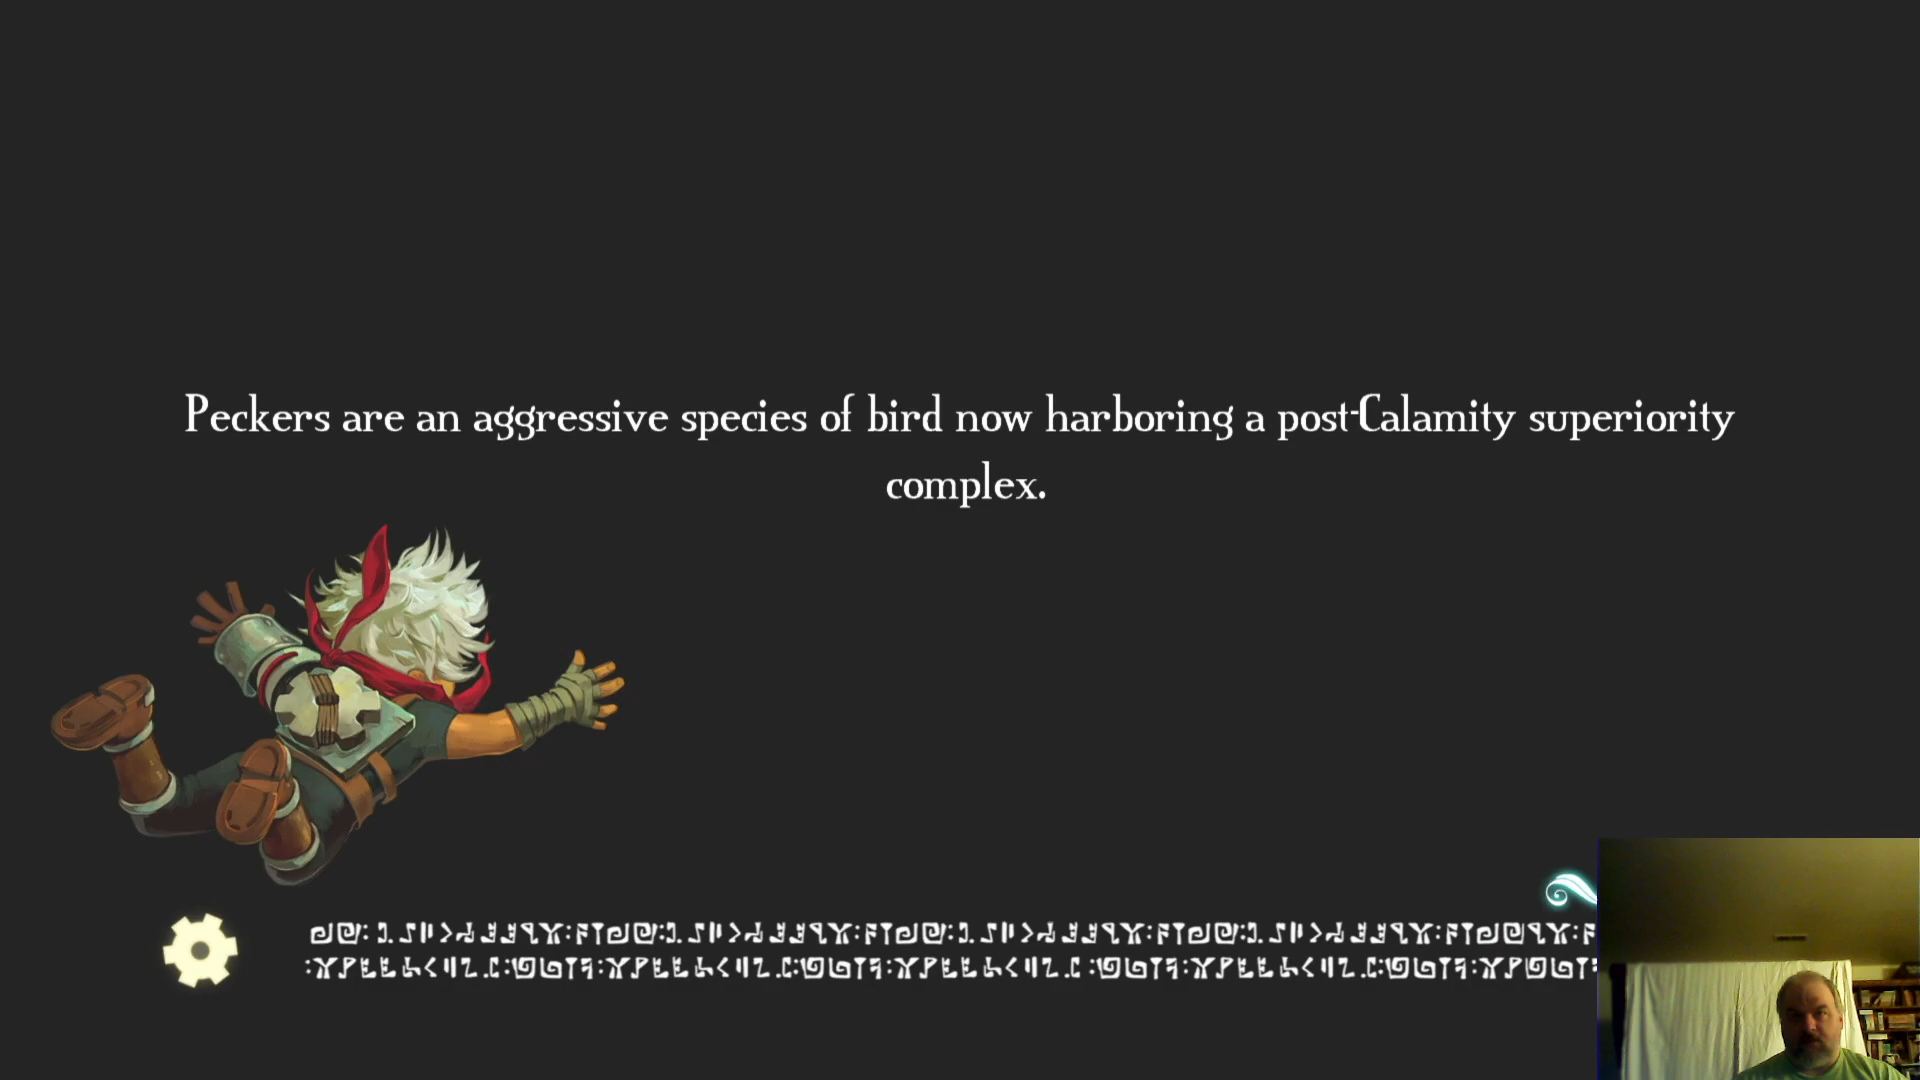 Peckers are an aggressive species of bird now harboring a post-Calamity superiority
complex.